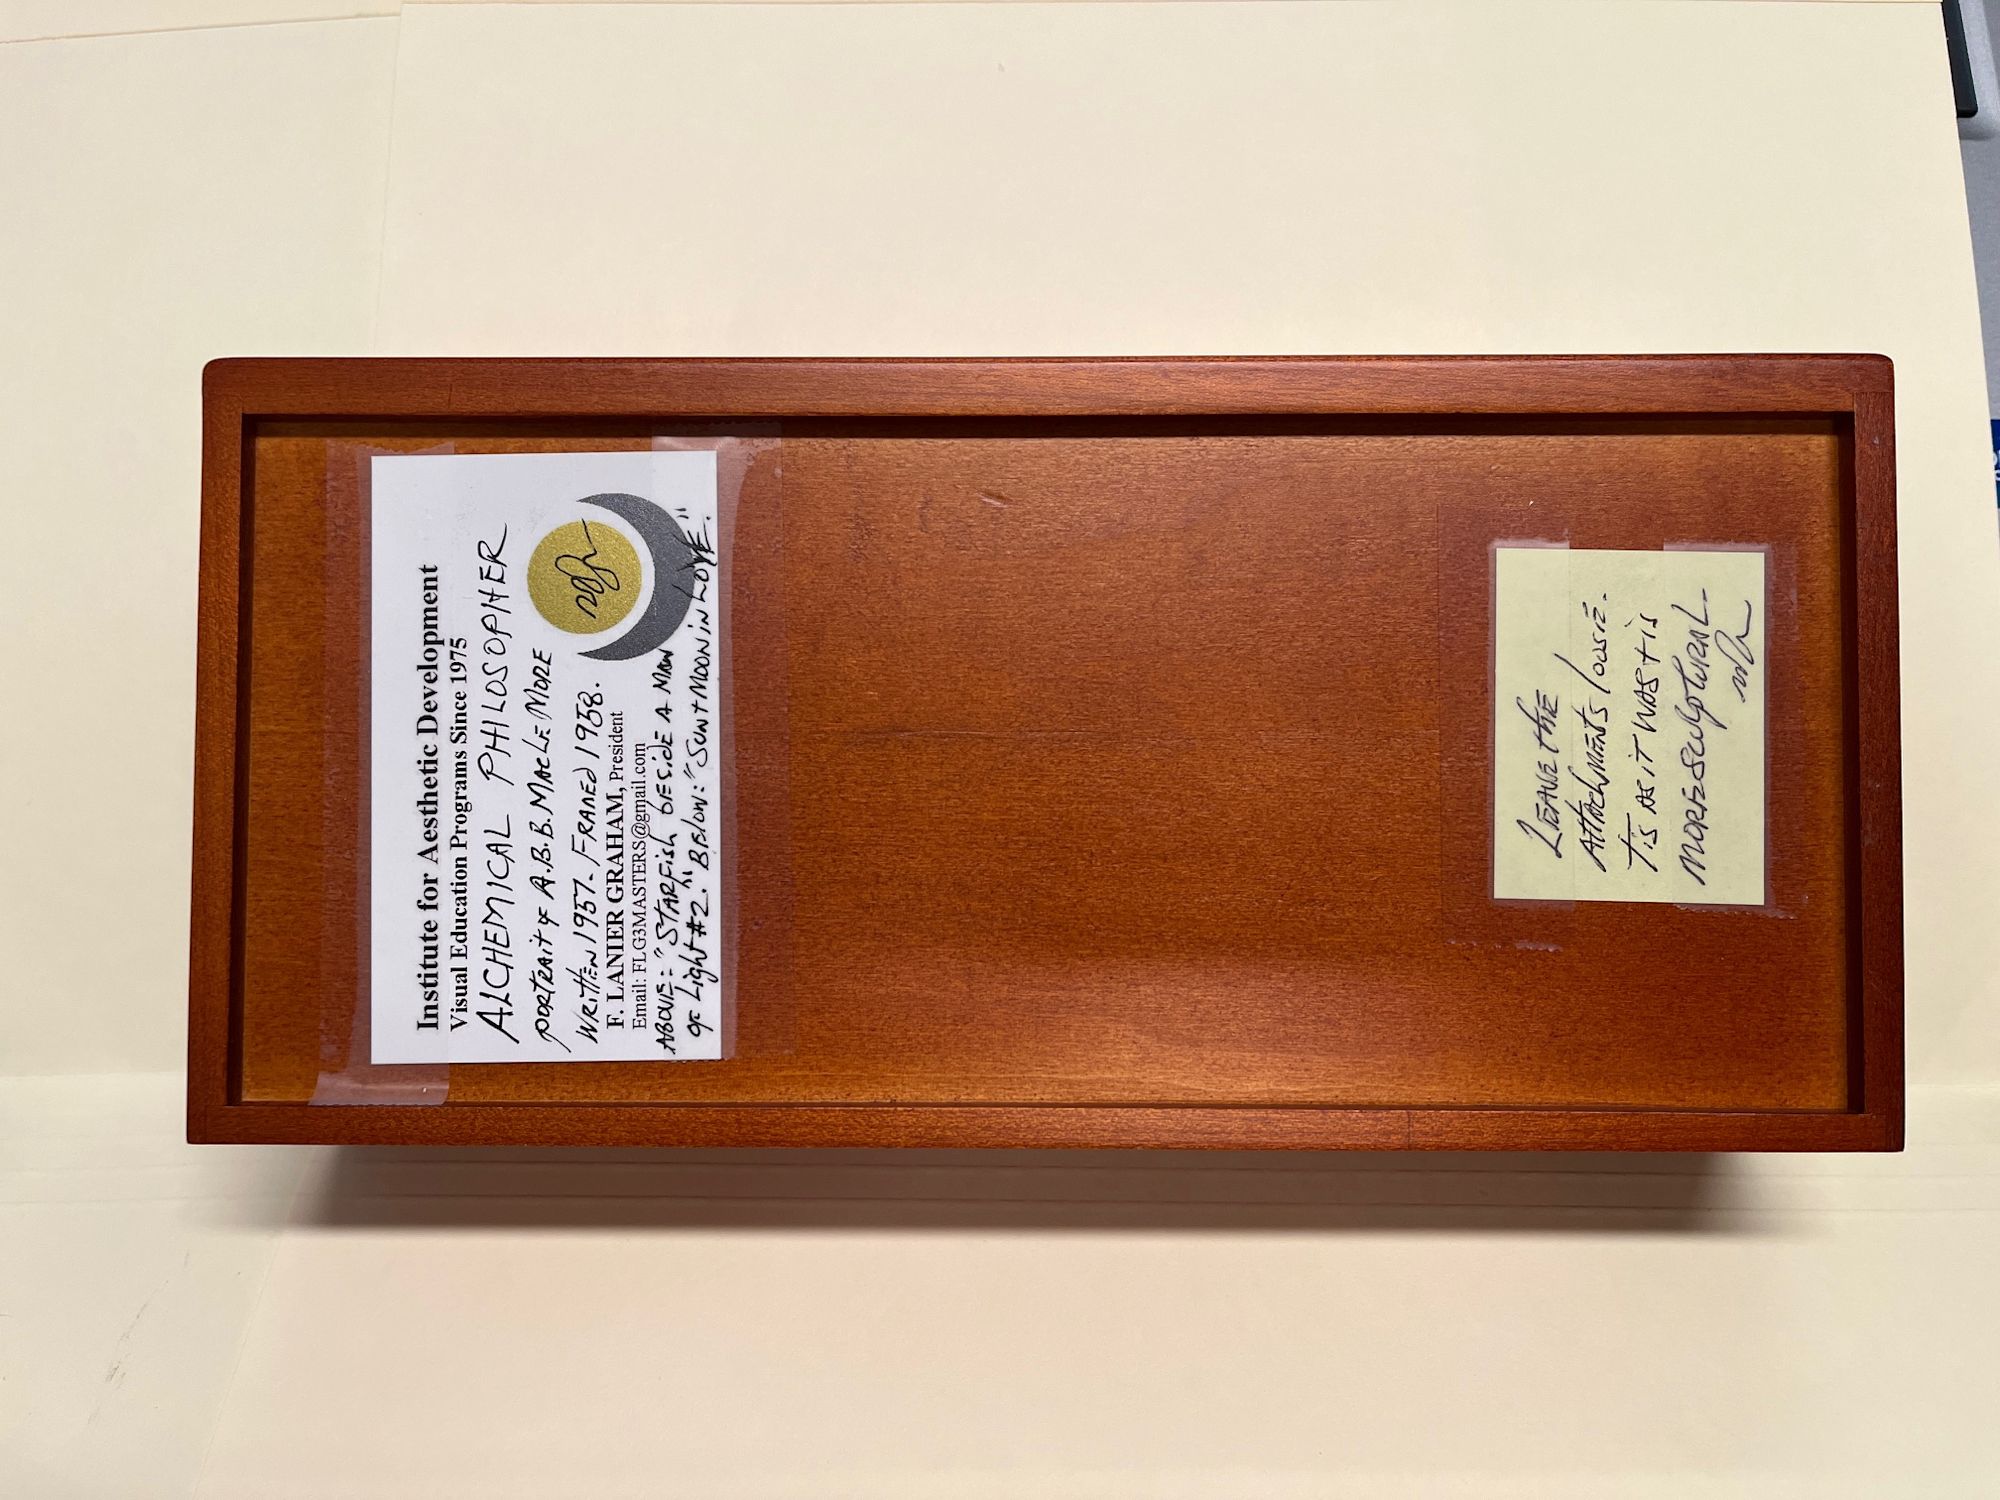 Institute for Aesthetic Development
Visual Education Programs Since 1975
ALCHEMICAL PHILOSOPHER
PORTRAIT of A.B.B. MACLE MORE
WRITTEN 1957. FRAMED 1958.
F. LANIER GRAHAM, President
Email: FLG3MASTERS@gmail.com
ABOVE: "STARFISH BESIDE A MAN
OF Light #2." BELOW: "SUN + MOON IN LOVE".
LEAVE the
AttAchMENTS lOOSE.
T'is AS IT WAS + IS
MORE SCulpTURAL-